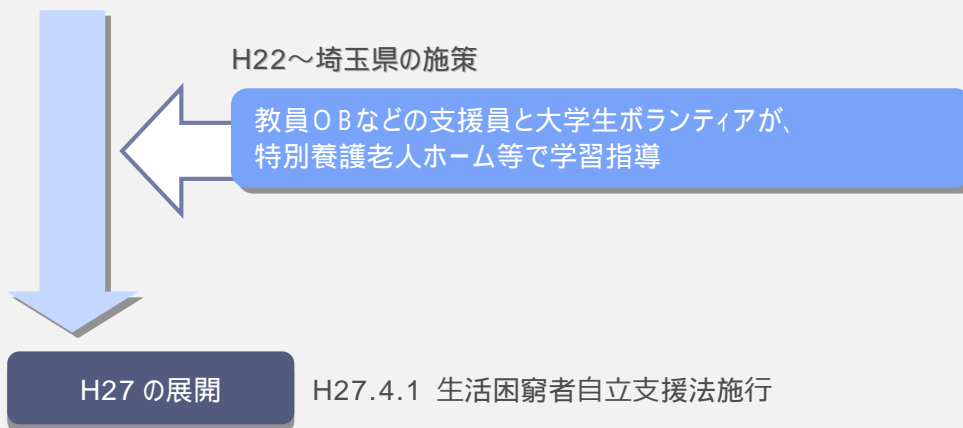 H22～埼玉県の施策
教員ＯＢなどの支援員と大学生ボランティアが、
特別養護老人ホーム等で学習指導
H27 の展開
H27.4.1 生活困窮者自立支援法施行